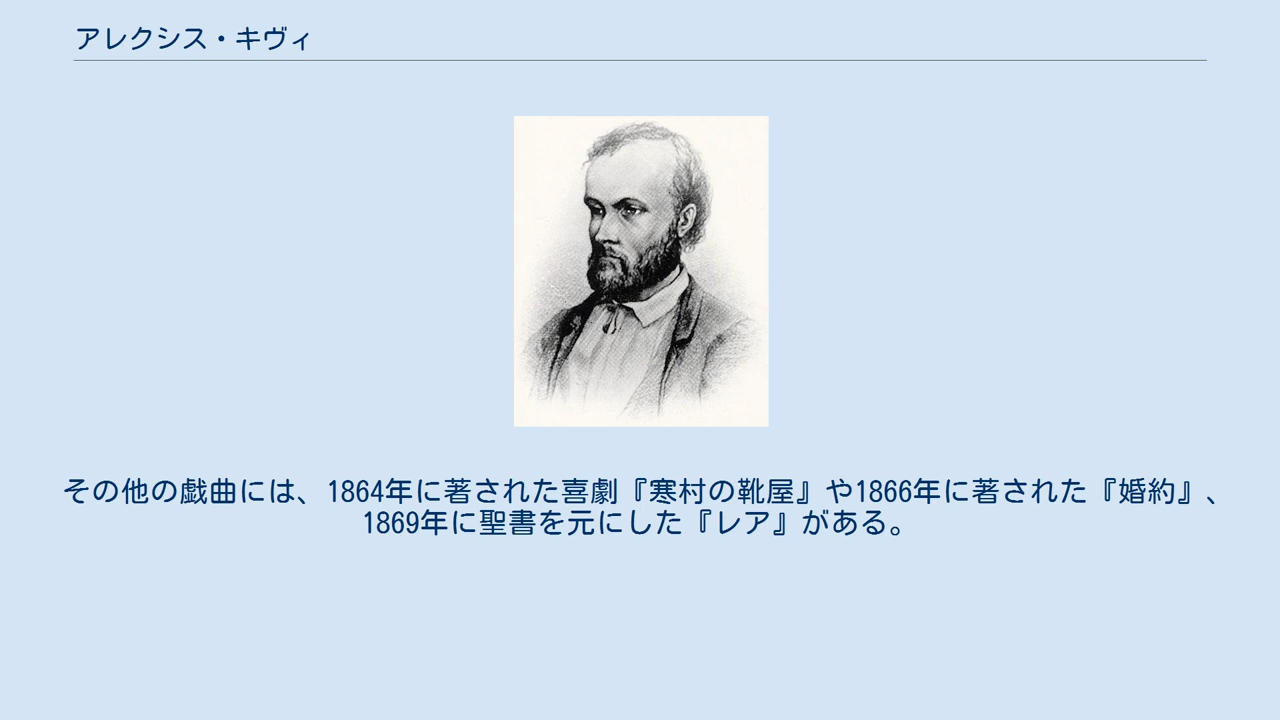 アレクシス・キヴィ
その他の戯曲には、1864年に著された喜劇『寒村の靴屋』や1866年に著された『婚約』、
1869年に聖書を元にした『レア』がある。